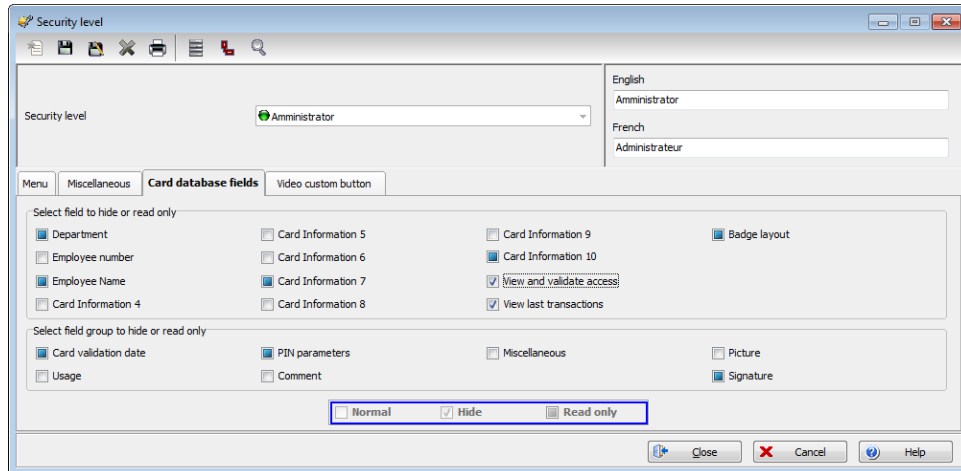 Security level
English
Amministrator
Security level
Amministrator
French
Administrateur
Menu Miscellaneous Card database fields Video custom button
Select field to hide or read only
Department Card Information 5 Card Information 9 Badge layout
Employee number Card Information 6 Card Information 10
Employee Name Card Information 7 View and validate access
Card Information 4 Card Information 8 View last transactions
Select field group to hide or read only
Card validation date PIN parameters Miscellaneous Picture
Usage Comment Signature
Normal Hide Read only
Close Cancel Help